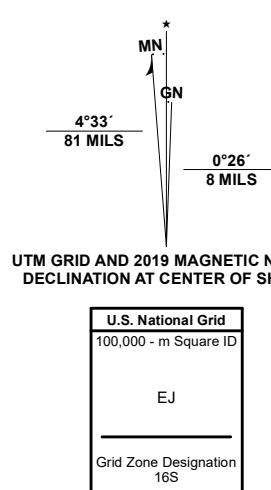 ★
MN
GN
4°33´
81 MILS
0°26´
8 MILS
UTM GRID AND 2019 MAGNETIC
DECLINATION AT CENTER OF
U.S. National Grid
100,000 - m Square ID
EJ
Grid Zone Designation
16S